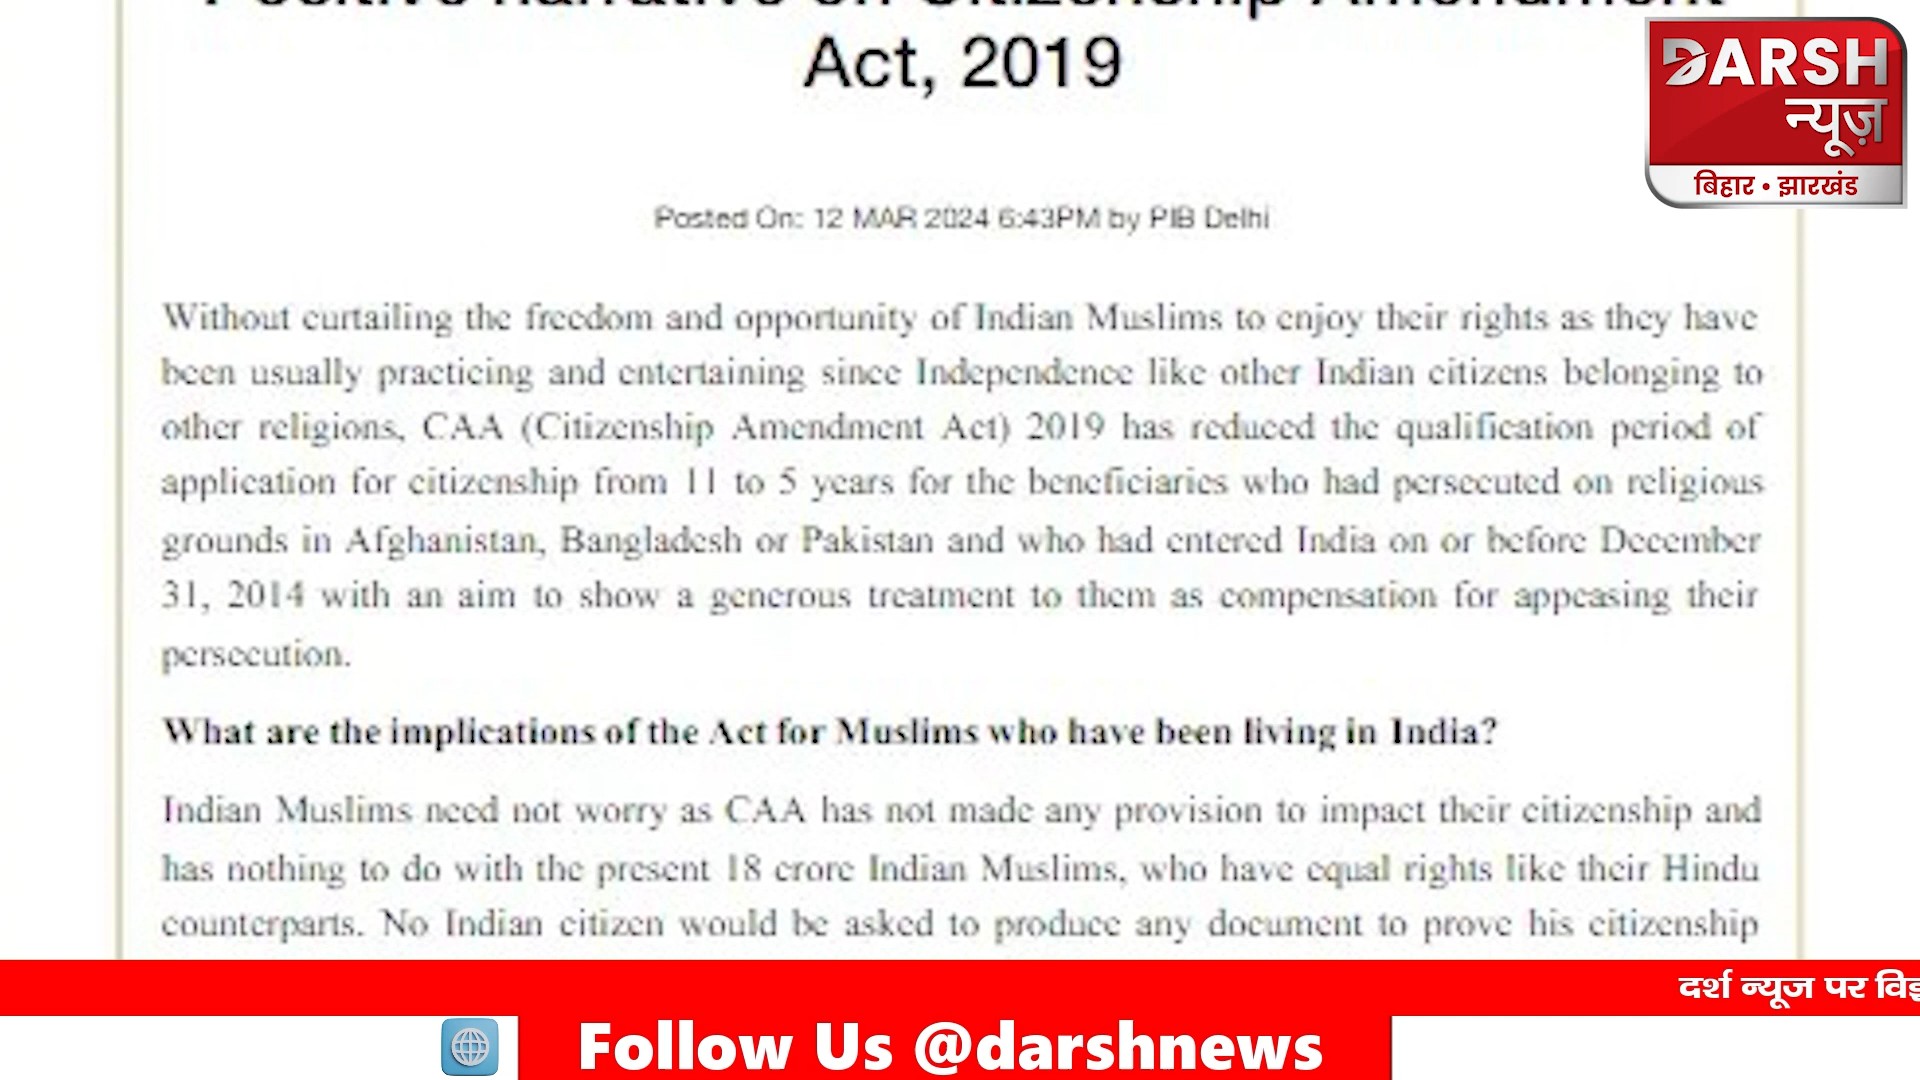 Positive narrative on Citizenship Amendment
Act, 2019
DARSH
न्यूज़
बिहार • झारखंड
Posted On: 12 MAR 2024 6:43PM by PIB Delhi
Without curtailing the freedom and opportunity of Indian Muslims to enjoy their rights as they have
been usually practicing and entertaining since Independence like other Indian citizens belonging to
other religions, CAA (Citizenship Amendment Act) 2019 has reduced the qualification period of
application for citizenship from 11 to 5 years for the beneficiaries who had persecuted on religious
grounds in Afghanistan, Bangladesh or Pakistan and who had entered India on or before December
31, 2014 with an aim to show a generous treatment to them as compensation for appeasing their
persecution.
What are the implications of the Act for Muslims who have been living in India?
Indian Muslims need not worry as CAA has not made any provision to impact their citizenship and
has nothing to do with the present 18 crore Indian Muslims, who have equal rights like their Hindu
counterparts. No Indian citizen would be asked to produce any document to prove his citizenship
दर्श न्यूज पर
Follow Us @darshnews